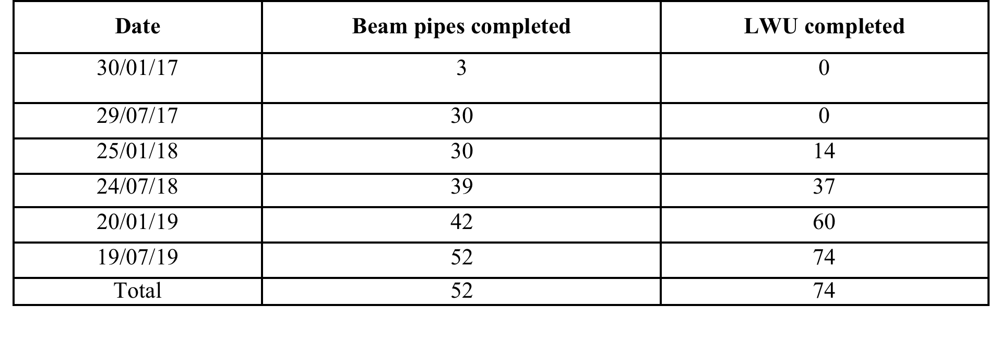 Date Beam pipes completed LWU completed
30/01/17 3 0
29/07/17 30 0
25/01/18 30 14
24/07/18 39 37
20/01/19 42 60
19/07/19 52 74
Total 52 74